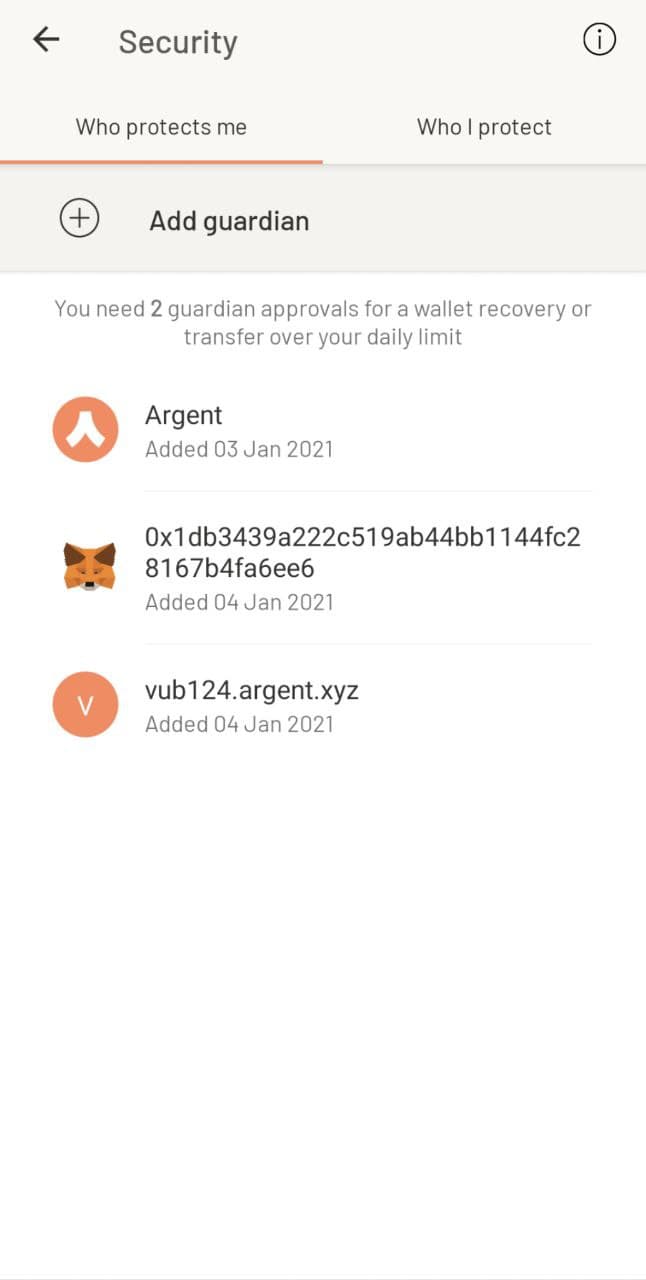 Security
Who protects me
Who I protect
Add guardian
You need 2 guardian approvals for a wallet recovery or
transfer over your daily limit
Argent
Added 03 Jan 2021
0x1db3439a222c519ab44bb1144fc2
8167b4fa6ee6
Added 04 Jan 2021
V
vub124.argent.xyz
Added 04 Jan 2021